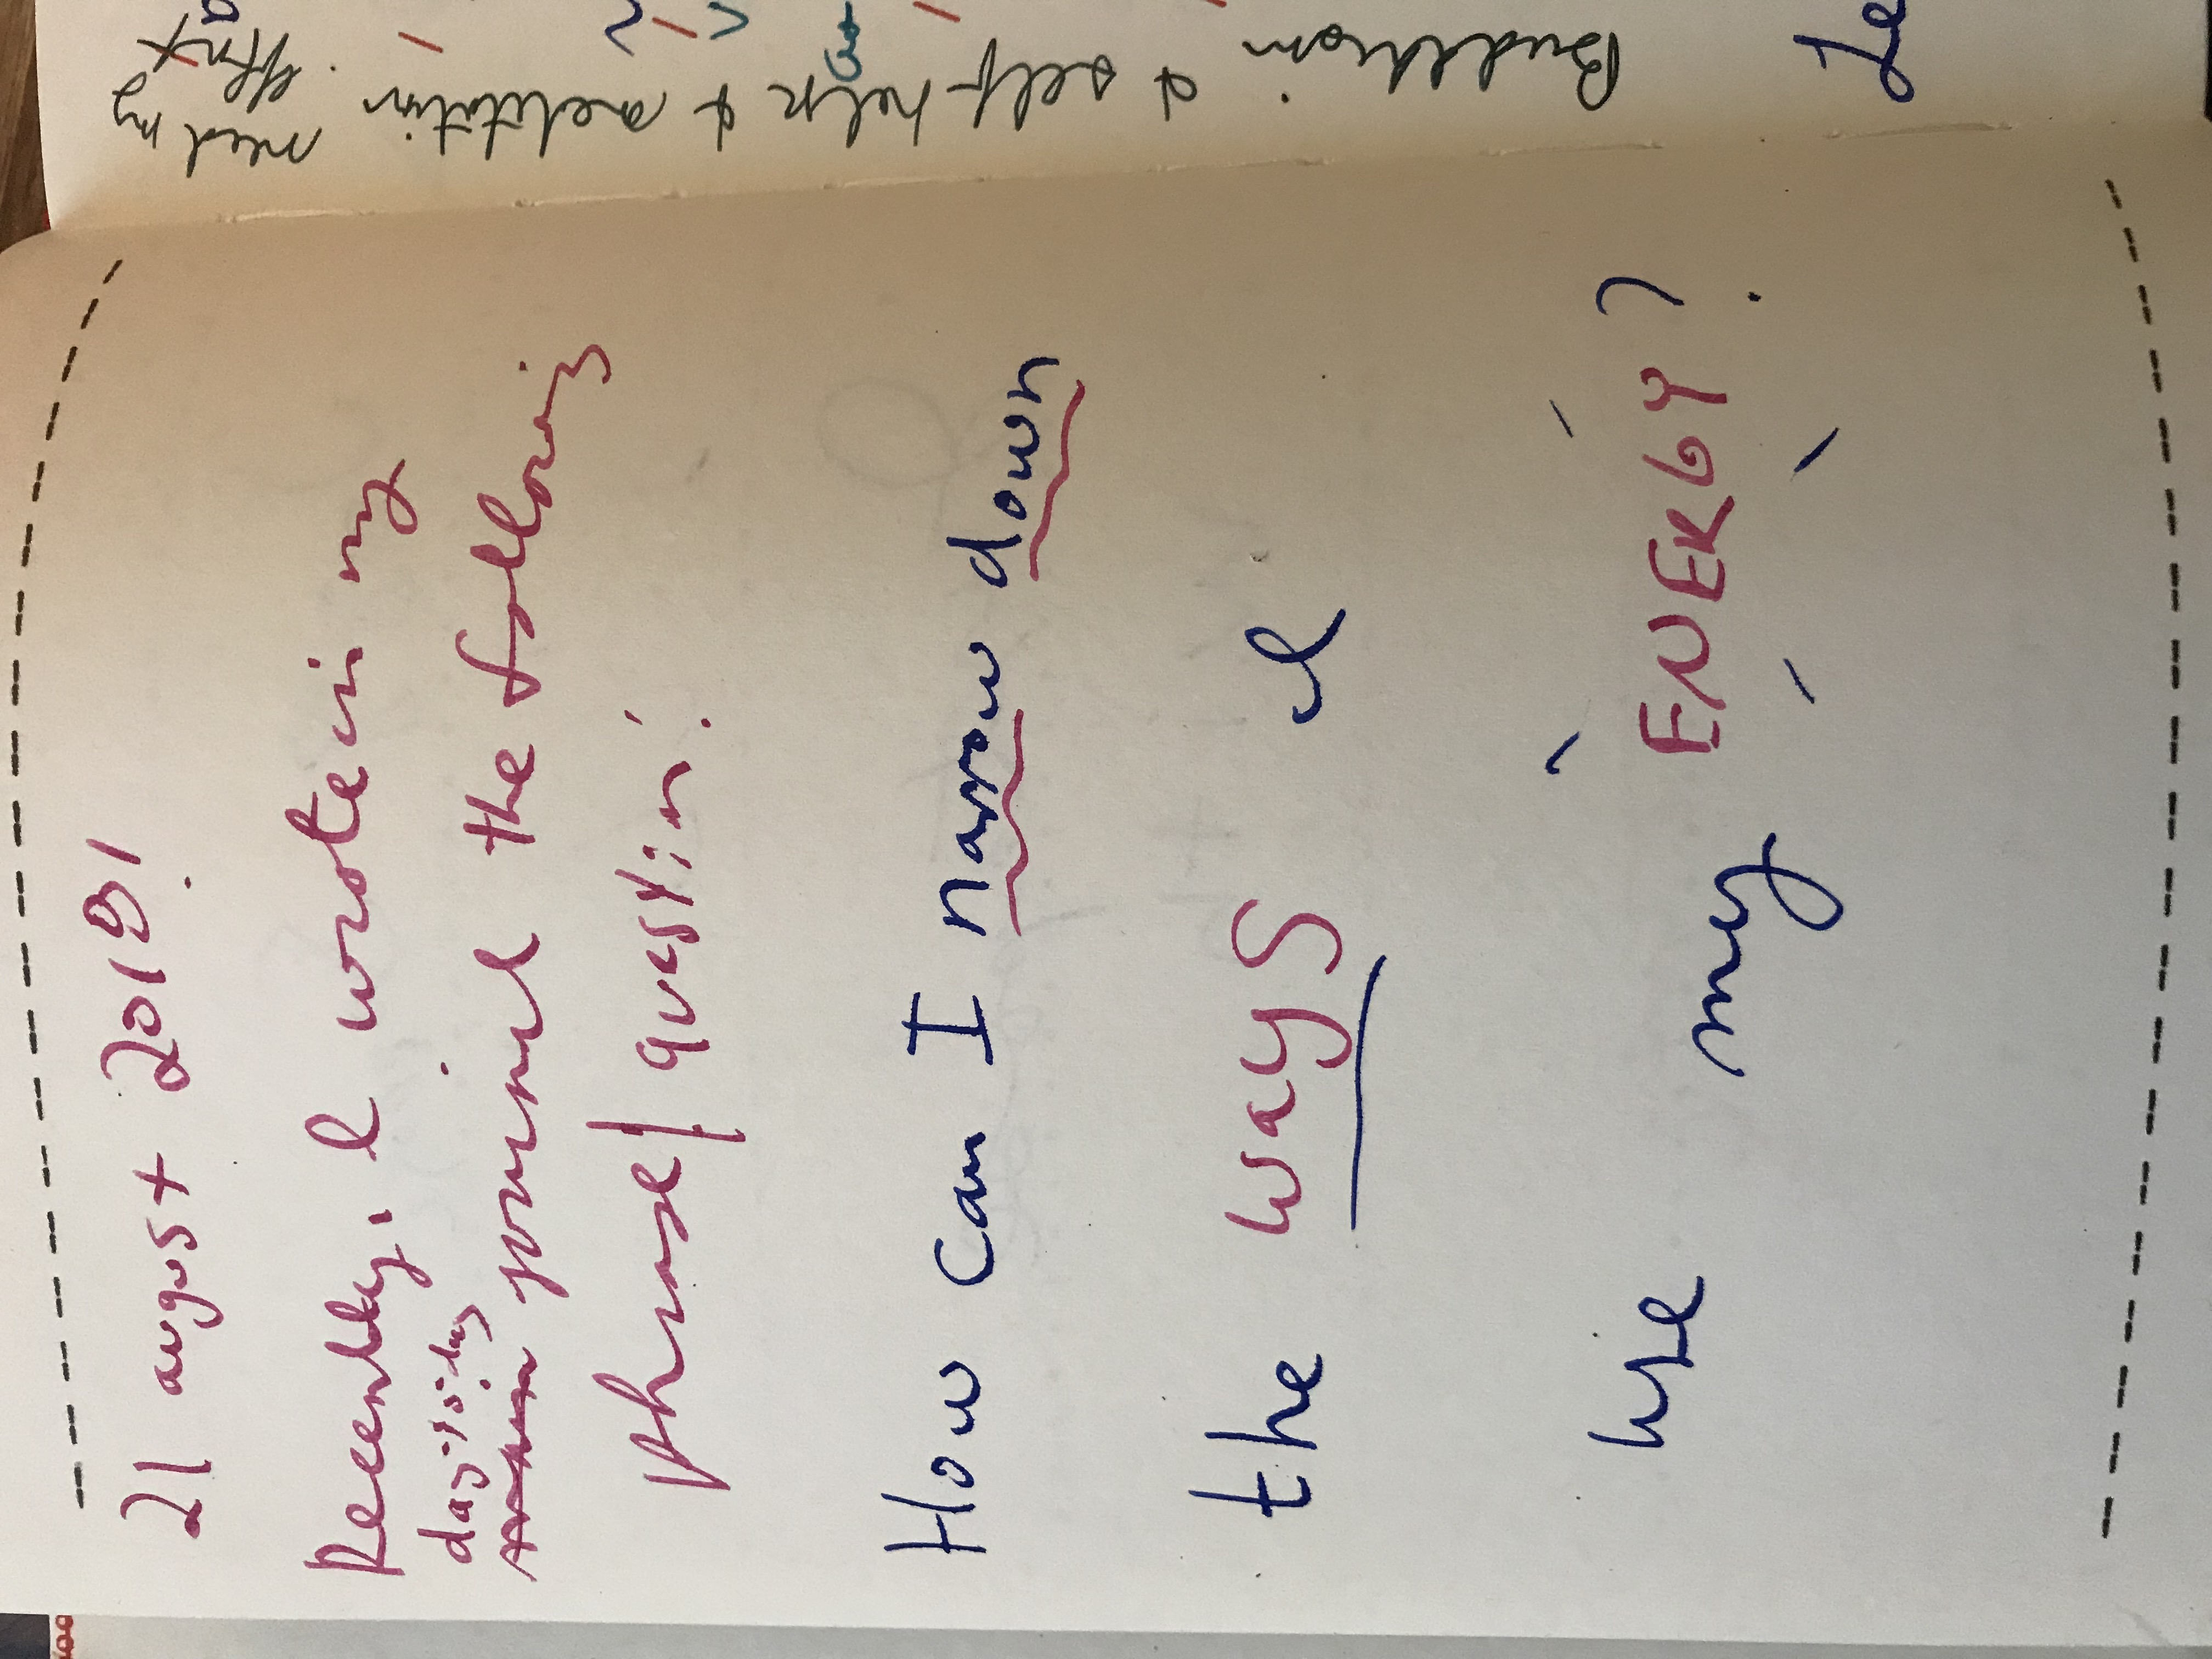 21 august 2019!
Recently, I wrote in my
day-to-day
main journal the following
phrase/question:
How can I narrow down
the ways I
use my ENERGY?
Buddhism & self help & meditation. need my
effort
Le